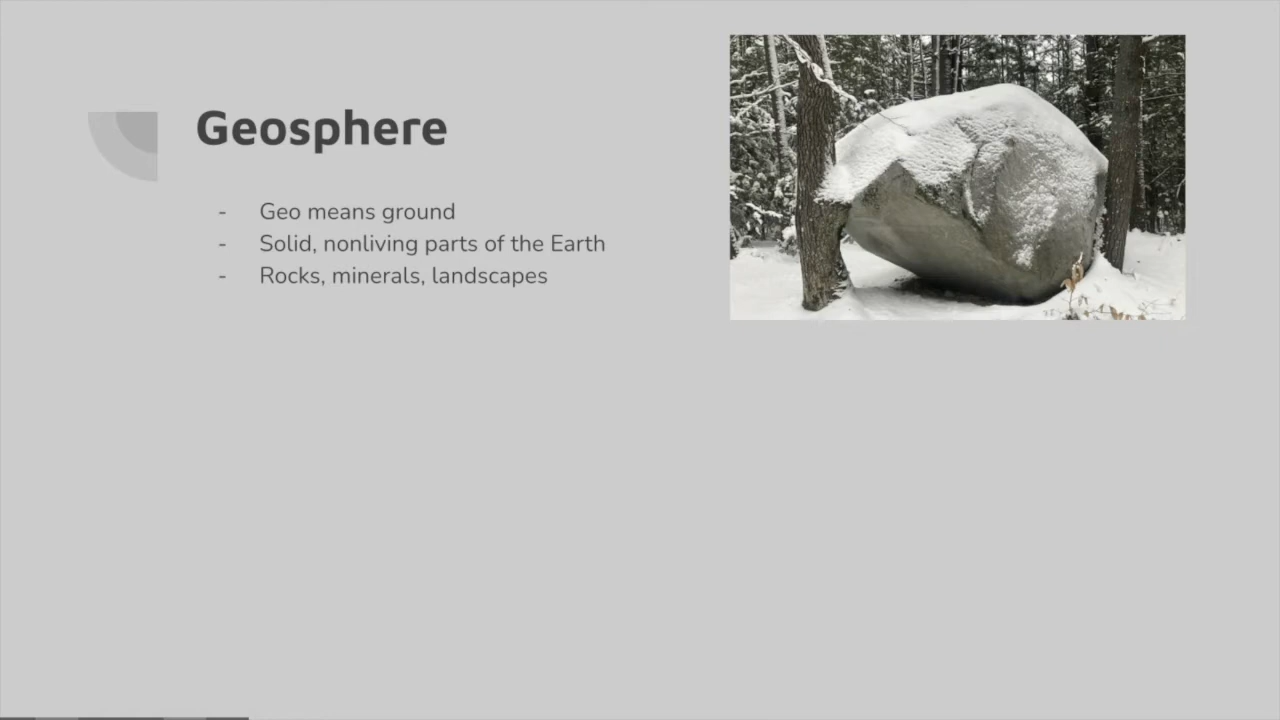 Geosphere
- Geo means ground
- Solid, nonliving parts of the Earth
- Rocks, minerals, landscapes